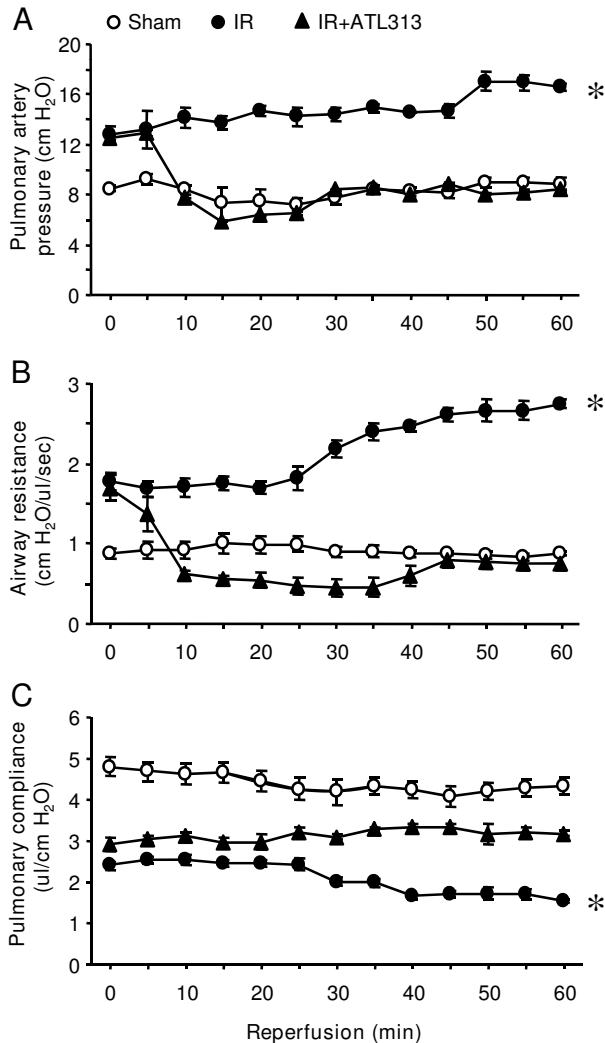 A
Sham IR IR+ATL313
Pulmonary artery
pressure (cm H2O)
20
16
12
8
4
0
*
0 10 20 30 40 50 60
B
Airway resistance
(cm H2O/ul/sec)
3
2
1
0
*
0 10 20 30 40 50 60
C
Pulmonary compliance
(ul/cm H2O)
6
5
4
3
2
1
0
*
0 10 20 30 40 50 60
Reperfusion (min)